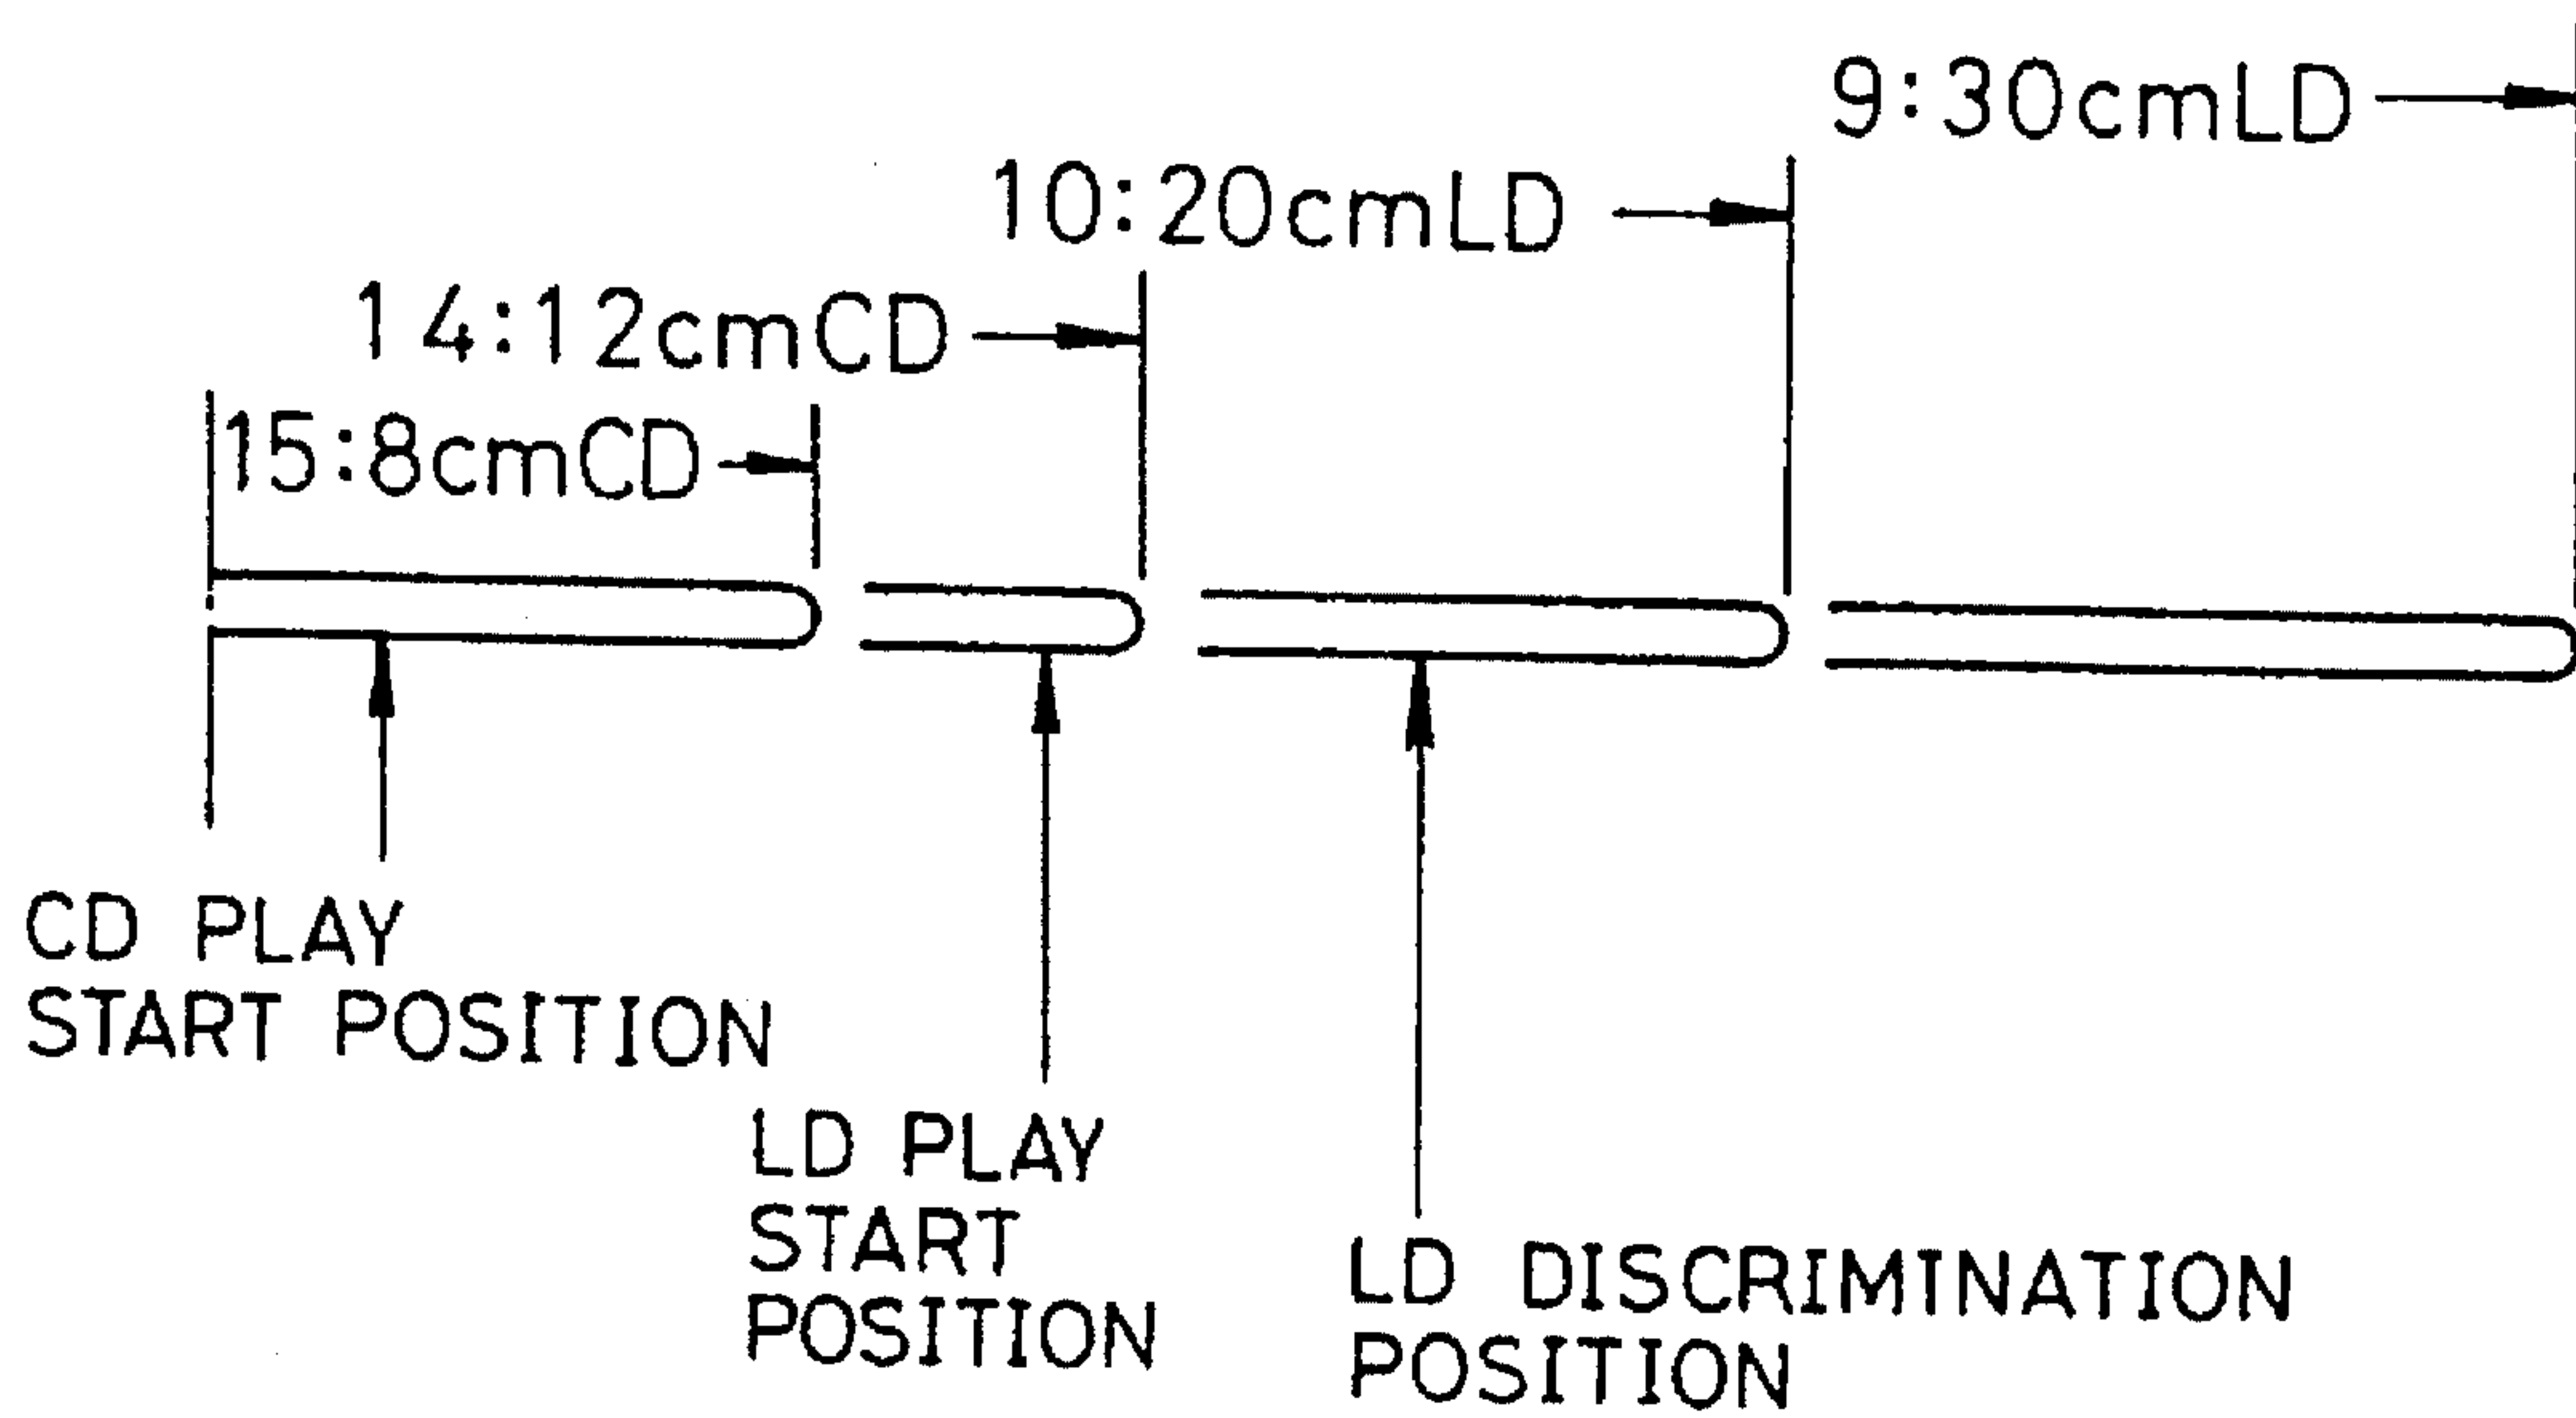 9:30cmLD
10:20cmLD
14:12cmCD
15:8cmCD
CD PLAY
START POSITION
LD PLAY
START
POSITION
LD DISCRIMINATION
POSITION